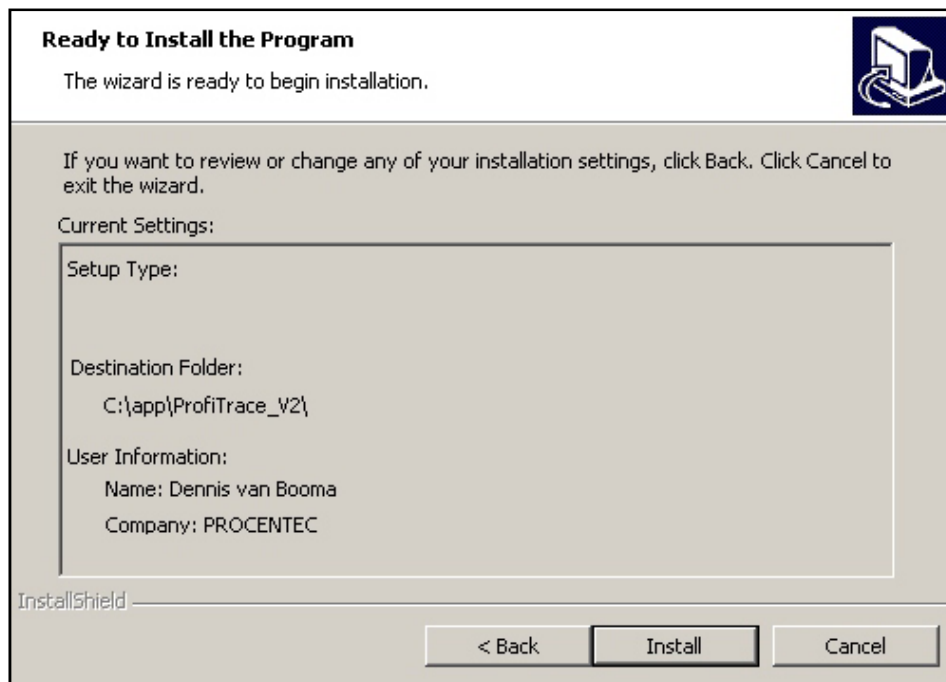 Ready to Install the Program
The wizard is ready to begin installation.
If you want to review or change any of your installation settings, click Back. Click Cancel to
exit the wizard.
Current Settings:
Setup Type:
Destination Folder:
C:\app\ProfiTrace_V2\
User Information:
Name: Dennis van Booma
Company: PROCENTEC
InstallShield
< Back Install Cancel